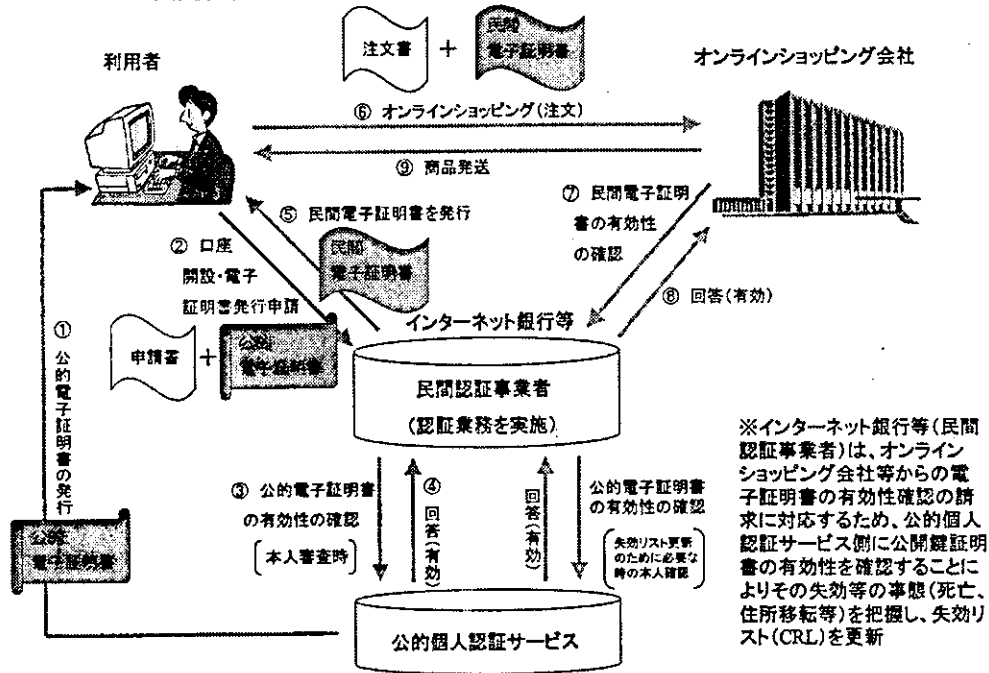 注文書
+
民間
電子証明書
利用者
オンラインショッピング会社
⑥ オンラインショッピング(注文)
⑨ 商品発送
⑦ 民間電子証明
書の有効性
の確認
⑤ 民間電子証明書を発行
民間
電子証明書
② 口座
開設・電子
証明書発行申請
⑧ 回答(有効)
インターネット銀行等
申請書
+
公的
電子証明書
民間認証事業者
(認証業務を実施)
① 公的電子証明書の発行
公的
電子証明書
③ 公的電子証明書
の有効性の確認
本人審査時
④ 回答(有効)
回答(有効)
公的電子証明書
の有効性の確認
失効リスト更新
のために必要な
時の本人確認
公的個人認証サービス
※インターネット銀行等(民間
認証事業者)は、オンライン
ショッピング会社等からの電
子証明書の有効性確認の請
求に対応するため、公的個人
認証サービス側に公開鍵証明
書の有効性を確認することに
よりその失効等の事態(死亡、
住所移転等)を把握し、失効リ
スト(CRL)を更新